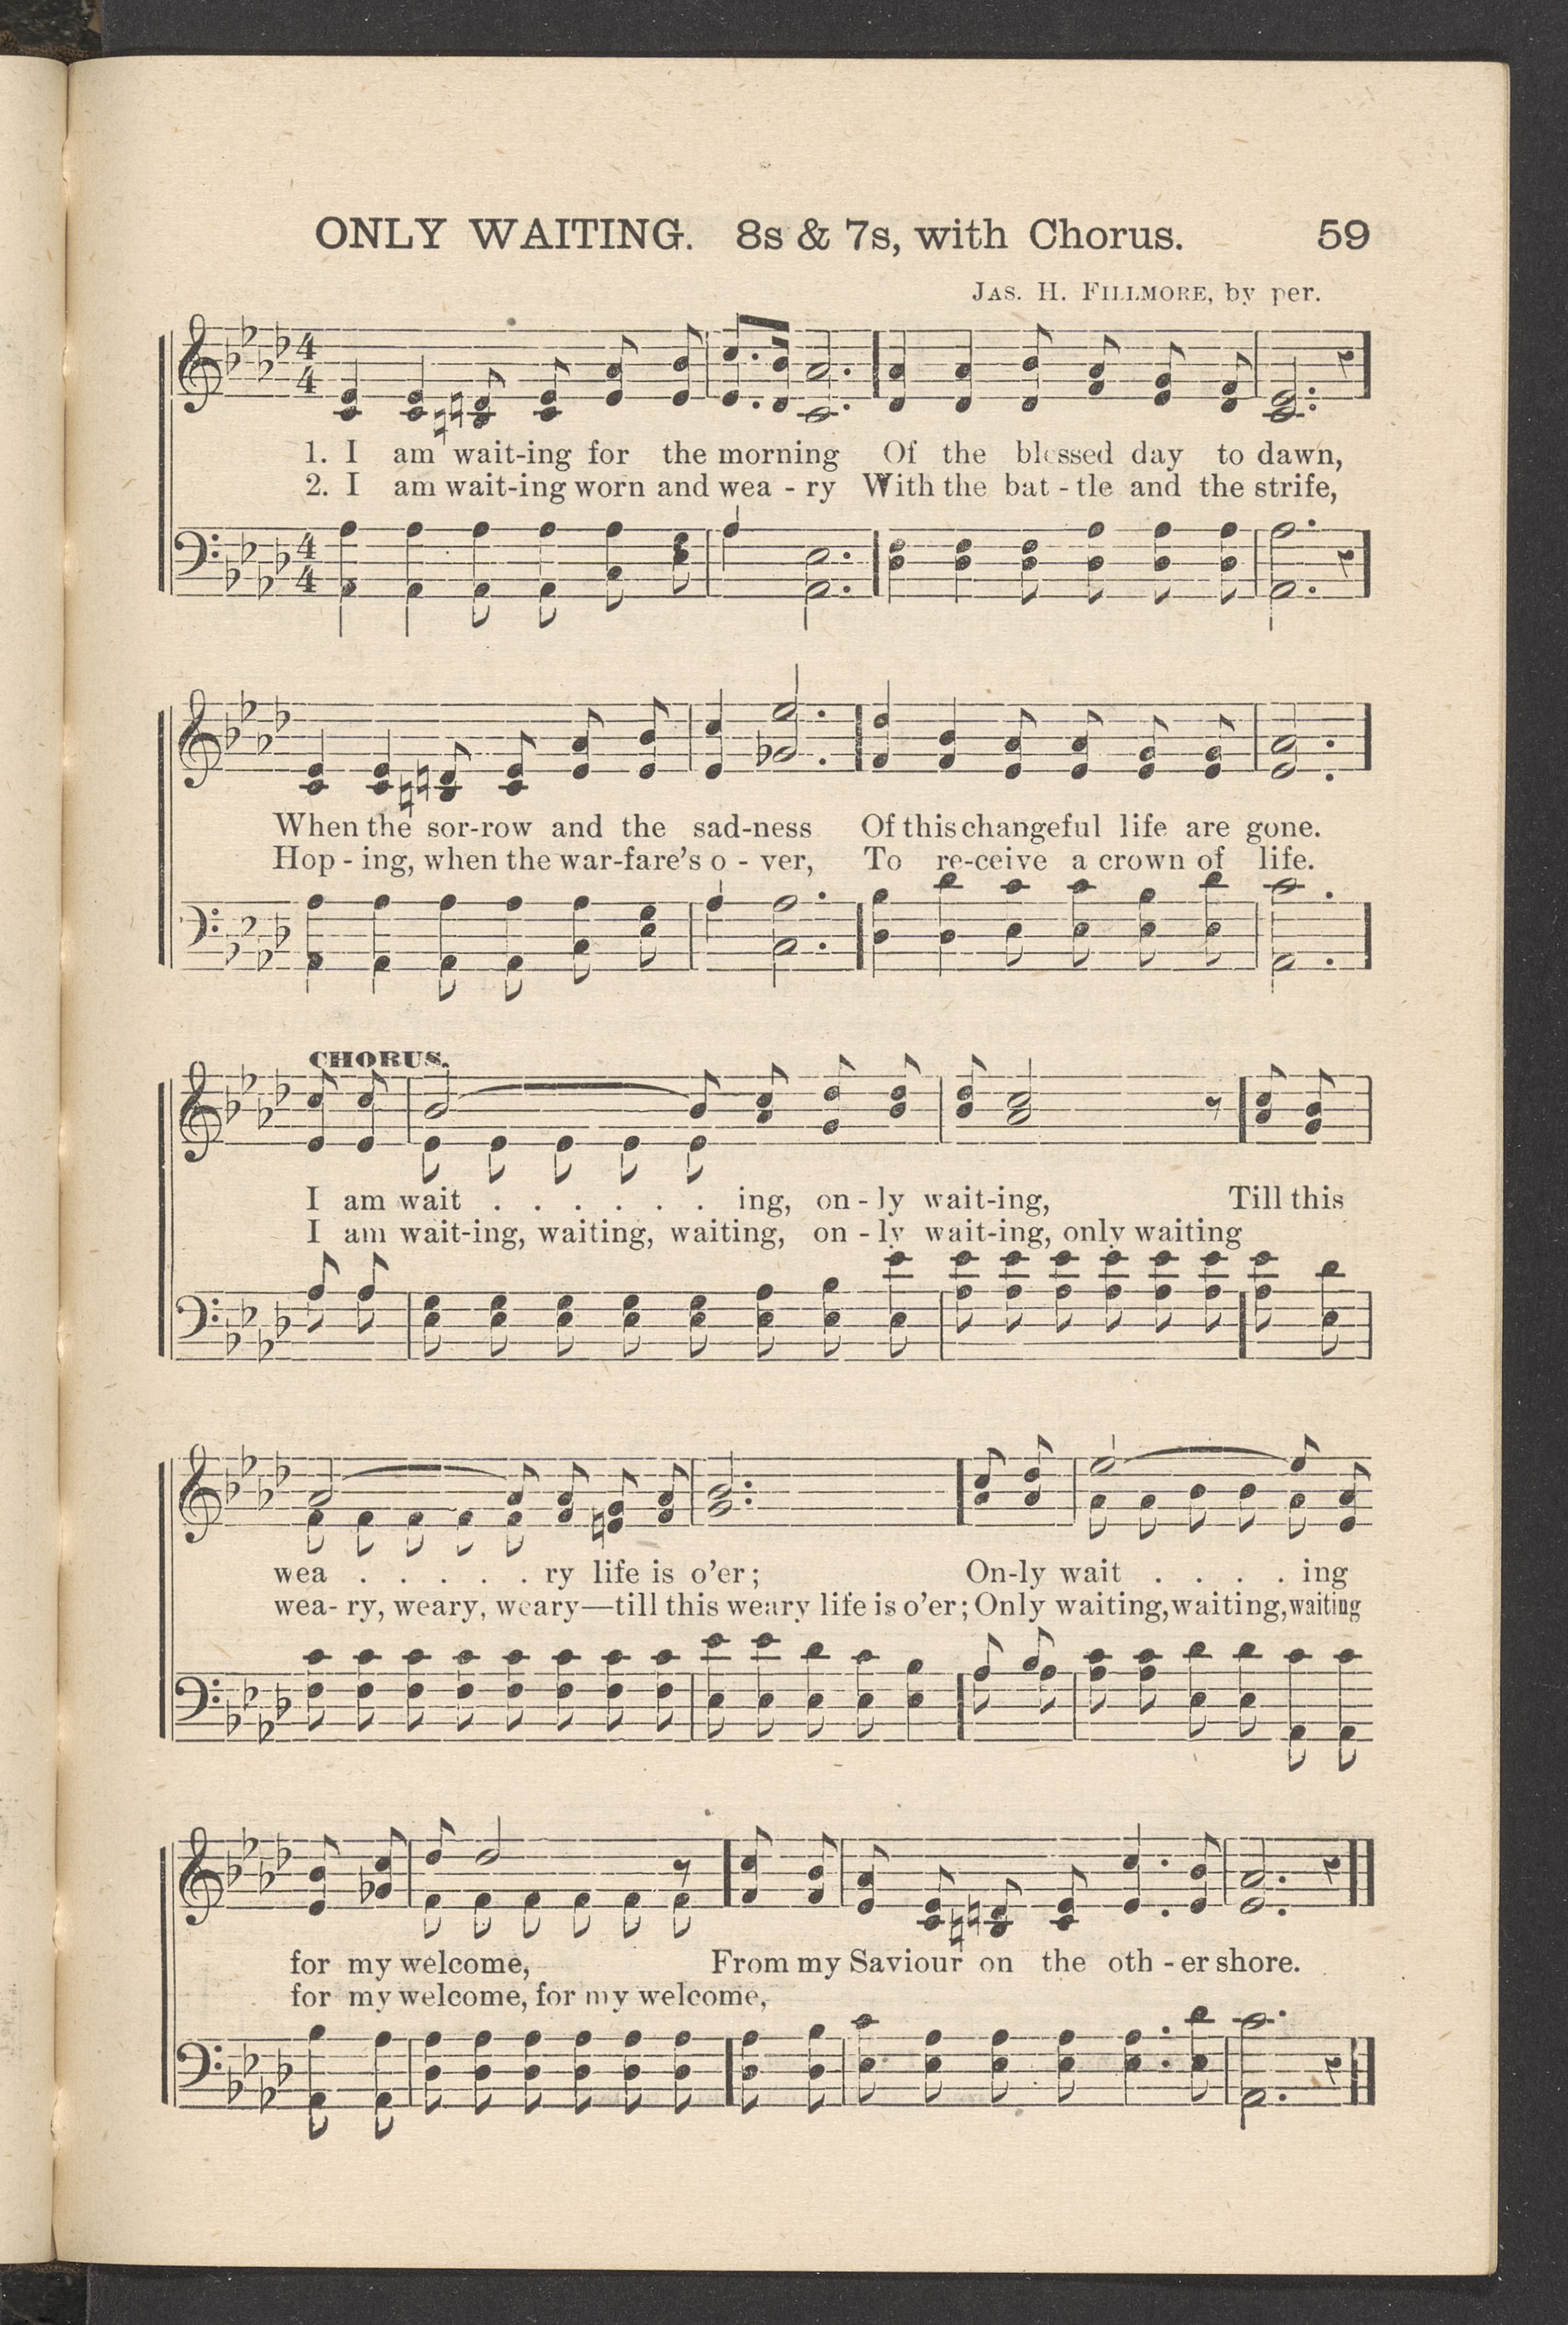 ONLY WAITING. 8s & 7s, with Chorus. 59
JAS. H. FILLMORE, by per.
1. I am wait-ing for the morning Of the blessed day to dawn,
2. I am wait-ing worn and wea - ry With the bat - tle and the strife,
When the sor-row and the sad-ness Of this changeful life are gone.
Hop - ing, when the war-fare's o - ver, To re-ceive a crown of life.
CHORUS.
I am wait . . . . . . ing, on - ly wait-ing, Till this
I am wait-ing, waiting, waiting, on - ly wait-ing, only waiting
wea . . . . . ry life is o'er; On-ly wait . . . . ing
wea- ry, weary, weary—till this weary life is o'er; Only waiting, waiting, waiting
for my welcome, From my Saviour on the oth - er shore.
for my welcome, for my welcome,